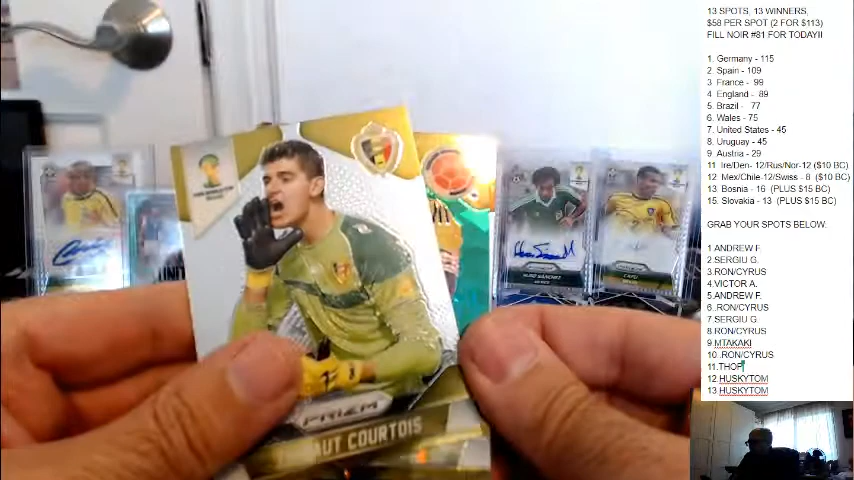 13 SPOTS, 13 WINNERS,
$58 PER SPOT (2 FOR $113)
FILL NOIR #81 FOR TODAY!!
1. Germany - 115
2. Spain - 109
3. France - 99
4 England - 89
5. Brazil - 77
6. Wales - 75
7. United States - 45
8. Uruguay - 45
9. Austria - 29
11 Ire/Den- 12/Rus/Nor-12 ($10 BC)
12 Mex/Chile-12/Swiss - 8 ($10 BC)
13 Bosnia - 16 (PLUS $15 BC)
15. Slovakia - 13 (PLUS $15 BC)
GRAB YOUR SPOTS BELOW.
1 ANDREW F.
2.SERGIU G.
3.RON/CYRUS
4.VICTOR A.
5.ANDREW F.
6 .RON/CYRUS
7.SERGIU G
8.RON/CYRUS
9.MTAKAKI
10..RON/CYRUS
11.THOP
12.HUSKYTOM
13 HUSKYTOM
PRIZM
COURTOIS
HUGO SANCHEZ
CAFU